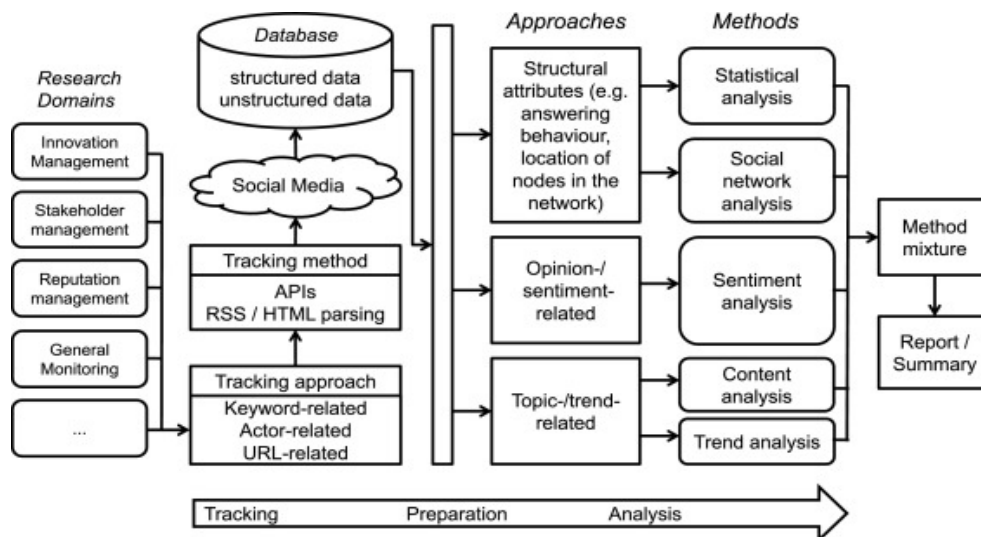 Research
Domains
Innovation
Management
Stakeholder
management
Reputation
management
General
Monitoring
...
Database
structured data
unstructured data
Social Media
Tracking method
APIs
RSS / HTML parsing
Tracking approach
Keyword-related
Actor-related
URL-related
Approaches
Structural
attributes (e.g.
answering
behaviour,
location of
nodes in the
network)
Opinion-/
sentiment-
related
Topic-/trend-
related
Methods
Statistical
analysis
Social
network
analysis
Sentiment
analysis
Content
analysis
Trend analysis
Method
mixture
Report /
Summary
Tracking Preparation Analysis